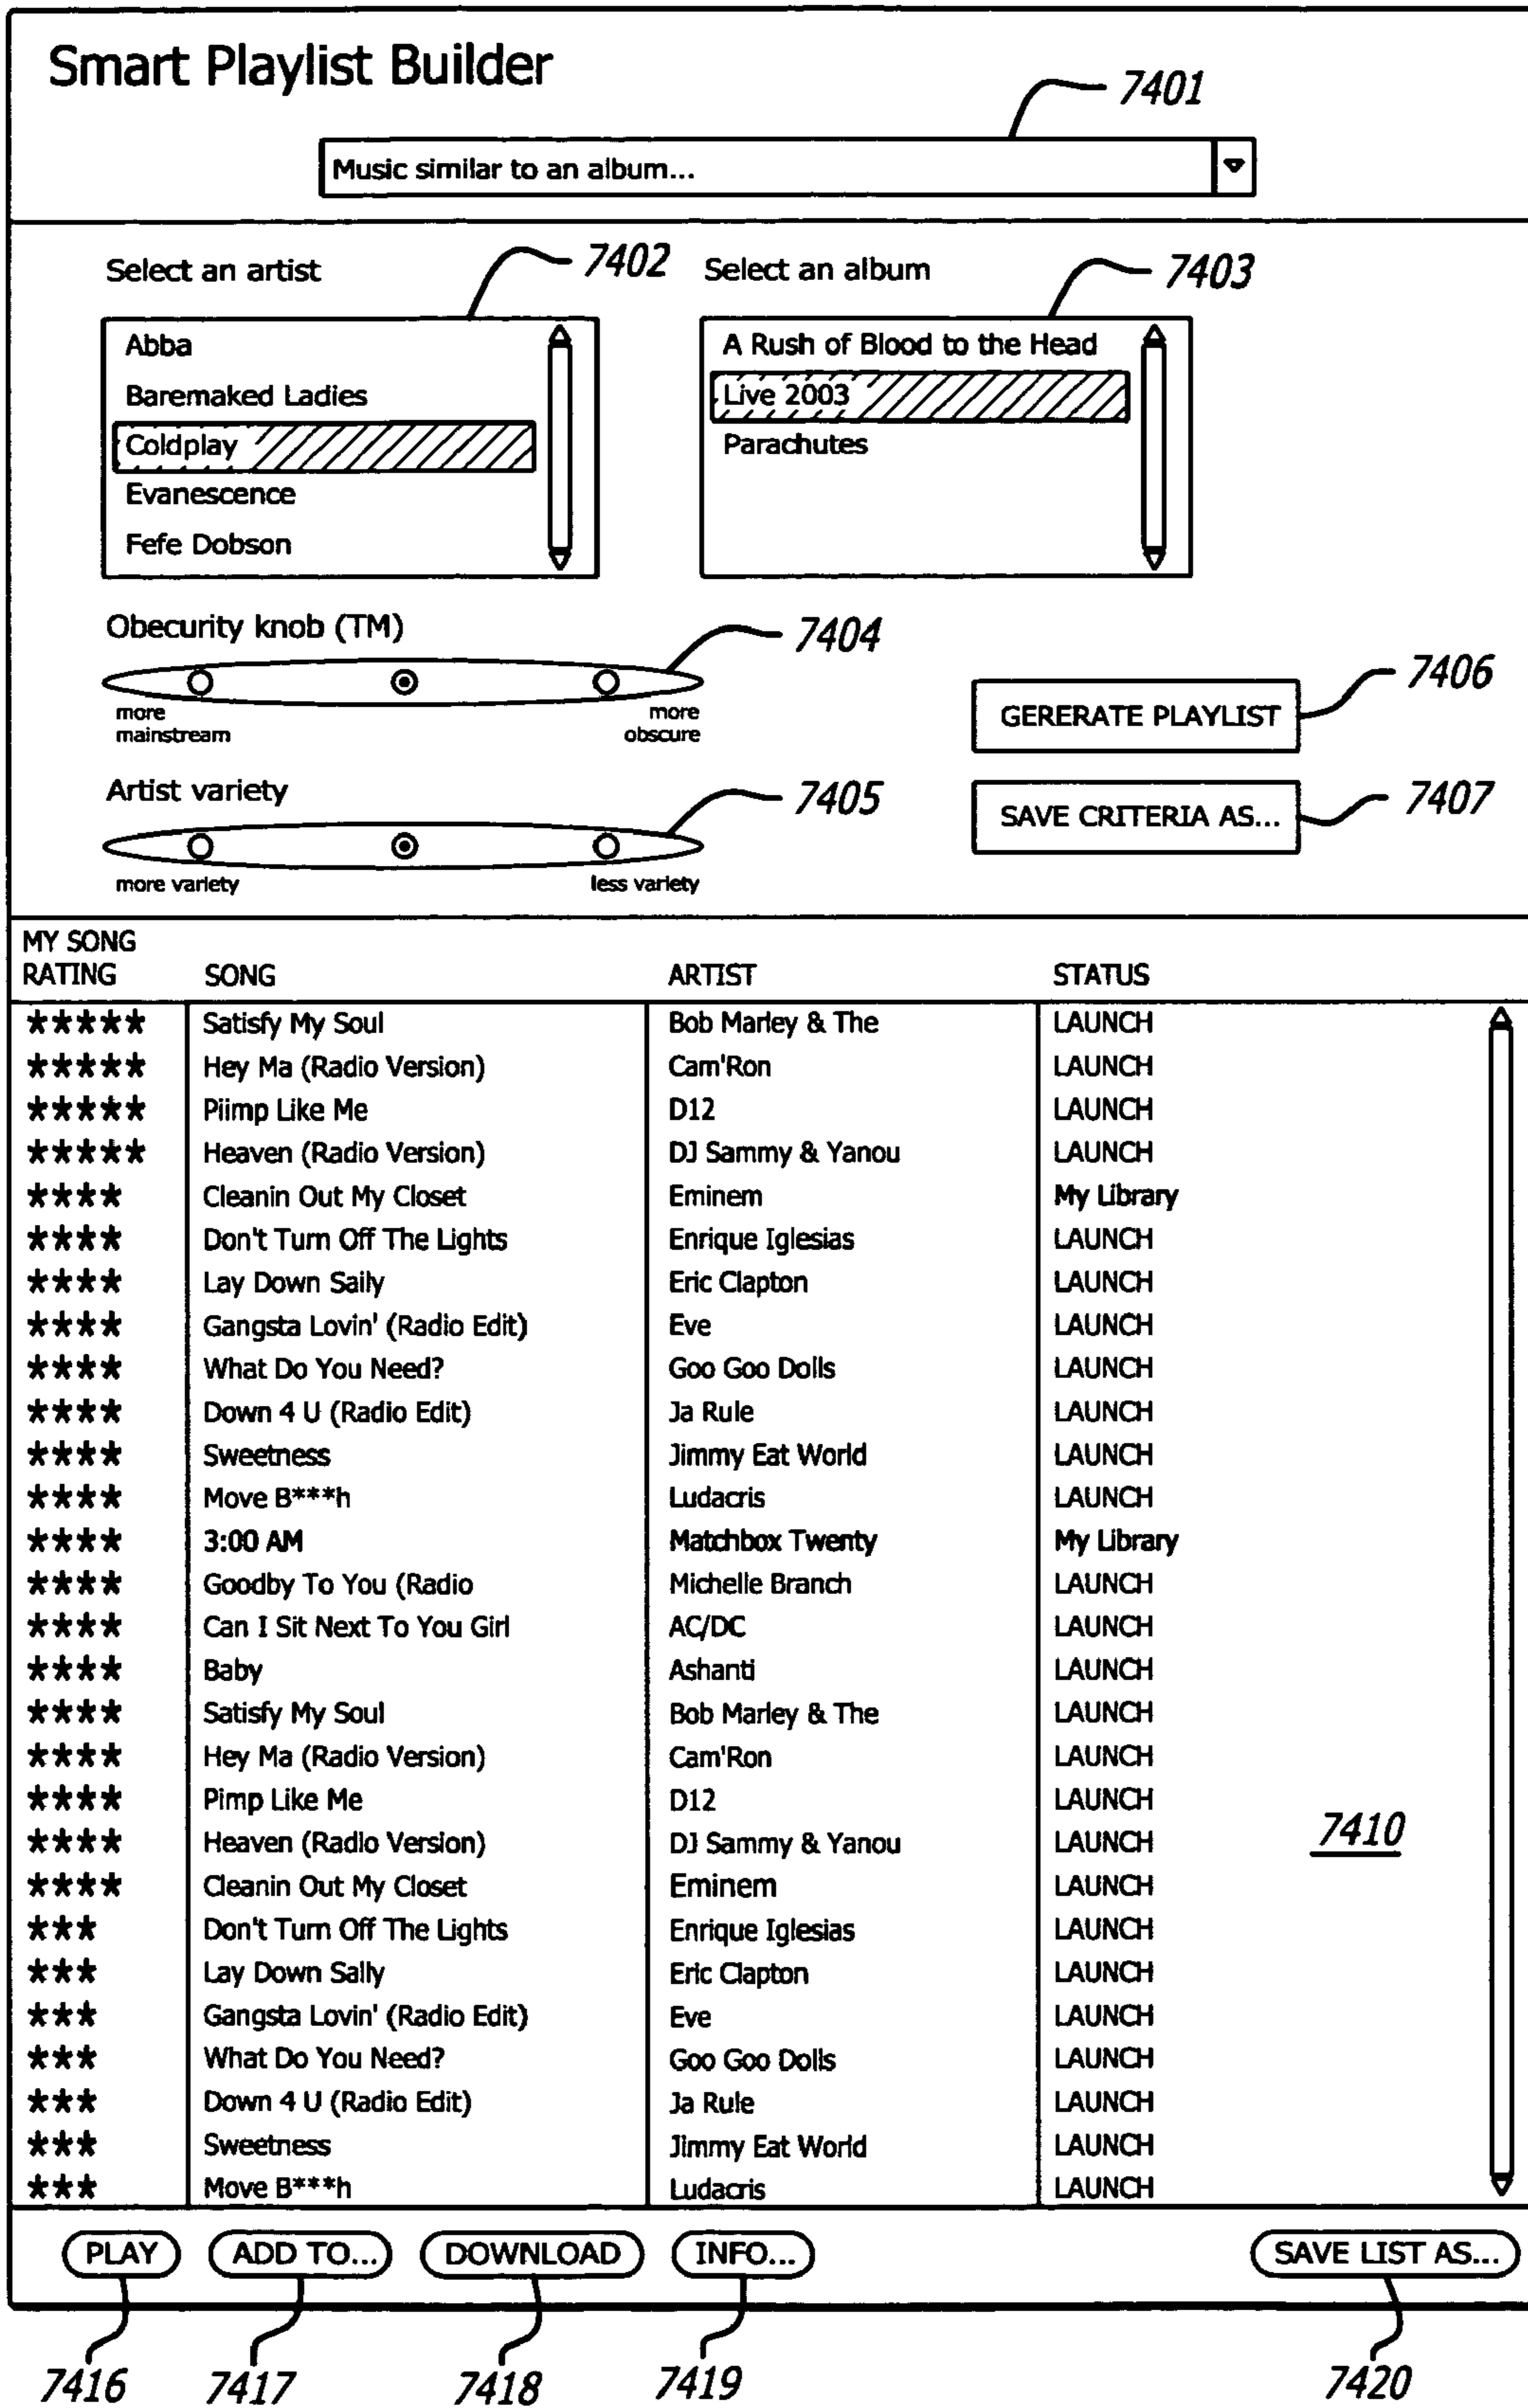 Smart Playlist Builder
7401
Music similar to an album...
Select an artist
7402
Select an album
7403
Abba
Baremaked Ladies
Coldplay
Evanescence
Fefe Dobson
A Rush of Blood to the Head
Live 2003
Parachutes
Obecurity knob (TM)
7404
more mainstream
more obscure
7406
GERERATE PLAYLIST
Artist variety
7405
more variety
less variety
SAVE CRITERIA AS...
7407
MY SONG RATING SONG ARTIST STATUS
***** Satisfy My Soul Bob Marley & The LAUNCH
***** Hey Ma (Radio Version) Cam'Ron LAUNCH
***** Piimp Like Me D12 LAUNCH
***** Heaven (Radio Version) DJ Sammy & Yanou LAUNCH
**** Cleanin Out My Closet Eminem My Library
**** Don't Turn Off The Lights Enrique Iglesias LAUNCH
**** Lay Down Saily Eric Clapton LAUNCH
**** Gangsta Lovin' (Radio Edit) Eve LAUNCH
**** What Do You Need? Goo Goo Dolls LAUNCH
**** Down 4 U (Radio Edit) Ja Rule LAUNCH
**** Sweetness Jimmy Eat World LAUNCH
**** Move B***h Ludacris LAUNCH
**** 3:00 AM Matchbox Twenty My Library
**** Goodby To You (Radio Michelle Branch LAUNCH
**** Can I Sit Next To You Girl AC/DC LAUNCH
**** Baby Ashanti LAUNCH
**** Satisfy My Soul Bob Marley & The LAUNCH
**** Hey Ma (Radio Version) Cam'Ron LAUNCH
**** Pimp Like Me D12 LAUNCH
**** Heaven (Radio Version) DJ Sammy & Yanou LAUNCH
7410
**** Cleanin Out My Closet Eminem LAUNCH
*** Don't Turn Off The Lights Enrique Iglesias LAUNCH
*** Lay Down Sally Eric Clapton LAUNCH
*** Gangsta Lovin' (Radio Edit) Eve LAUNCH
*** What Do You Need? Goo Goo Dolls LAUNCH
*** Down 4 U (Radio Edit) Ja Rule LAUNCH
*** Sweetness Jimmy Eat World LAUNCH
*** Move B***h Ludacris LAUNCH
PLAY ADD TO... DOWNLOAD INFO... SAVE LIST AS...
7416 7417 7418 7419 7420